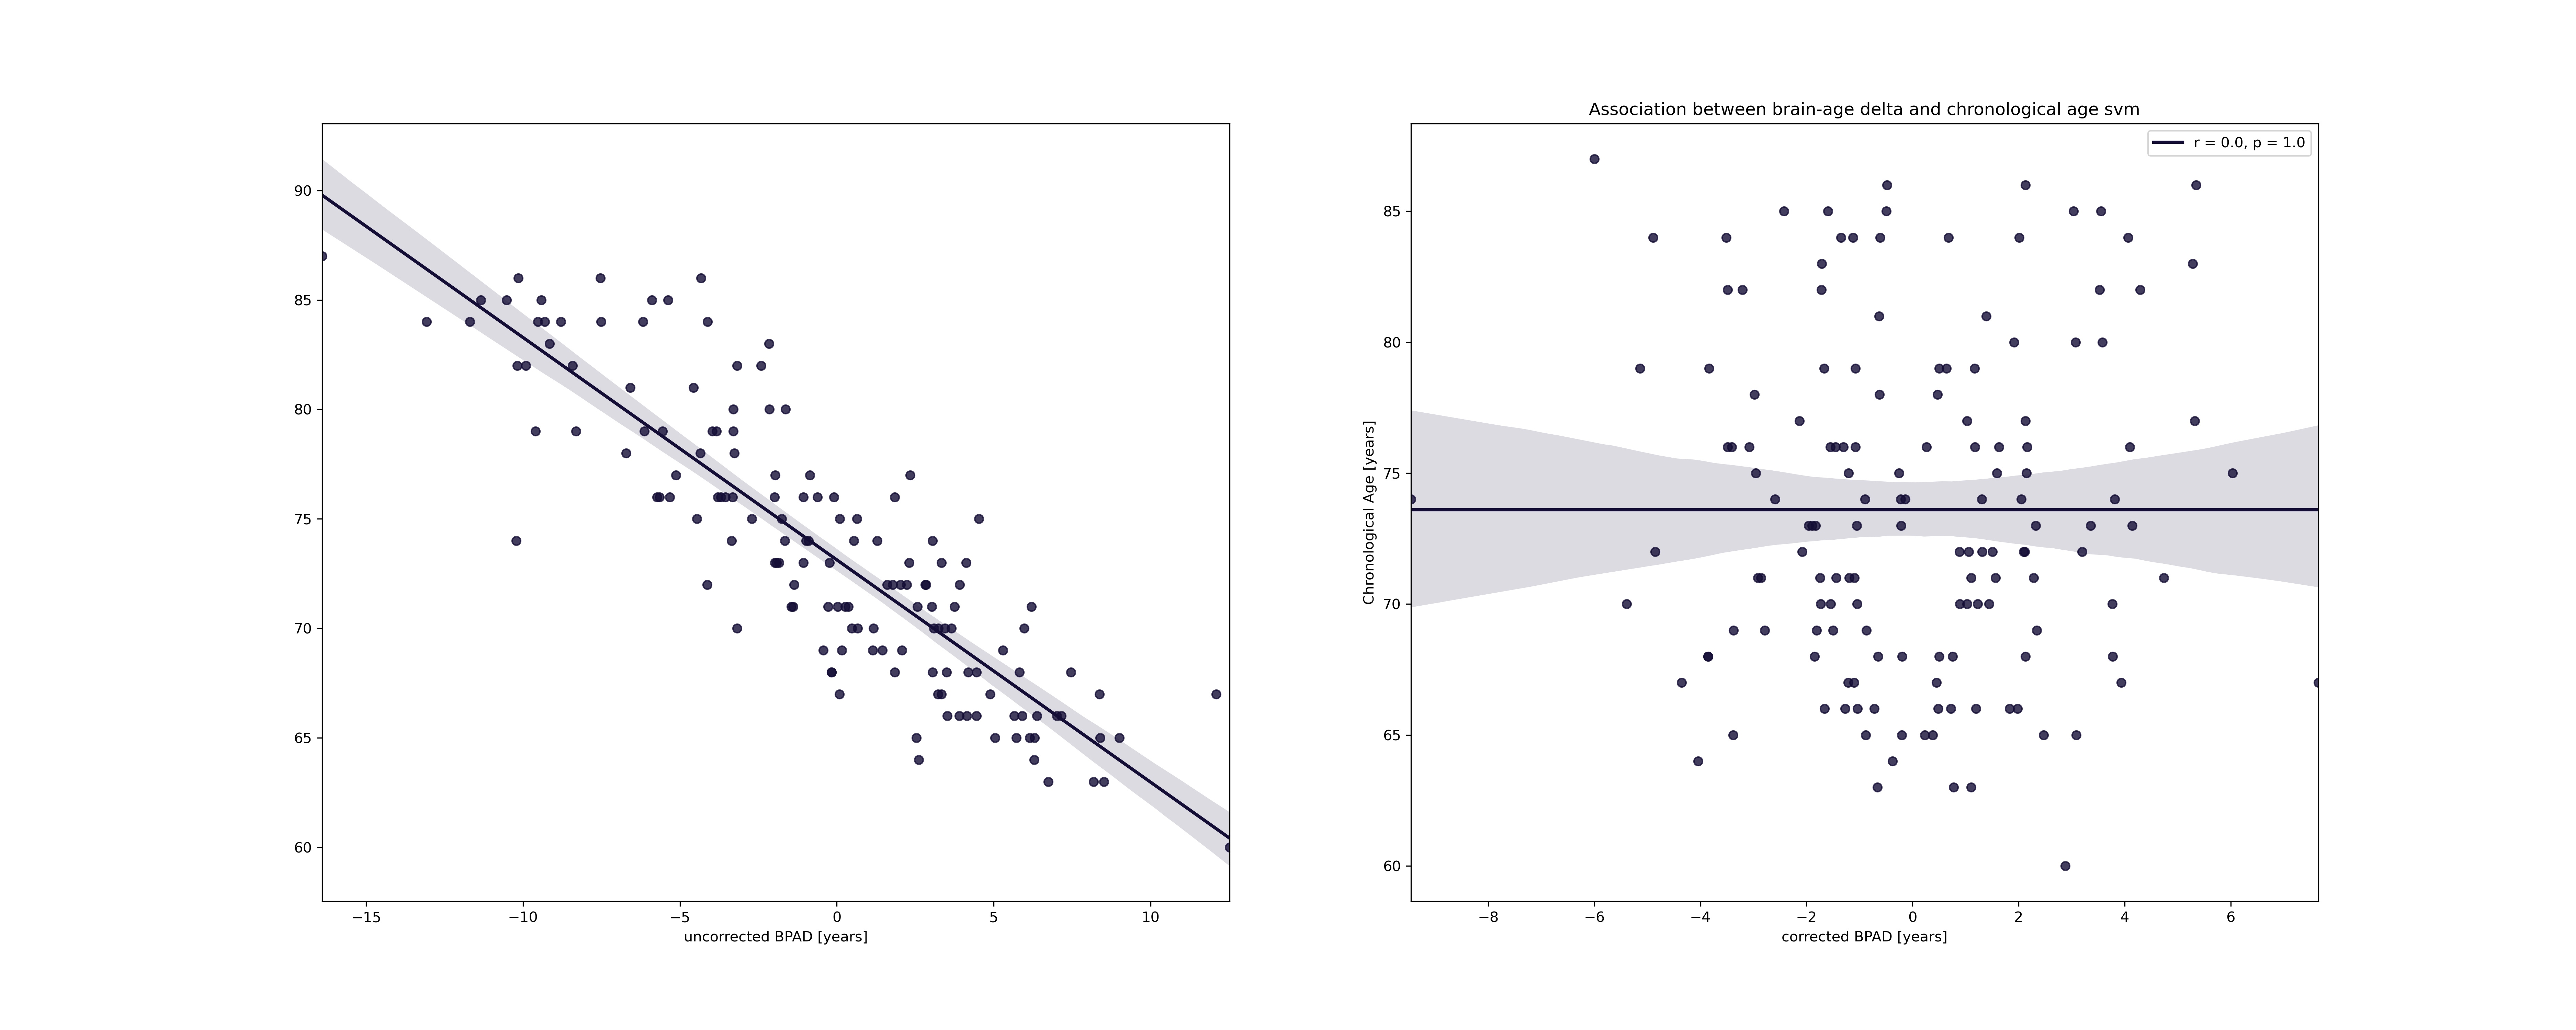 90
85
80
75
70
65
60
−15 −10 −5 0 5 10
uncorrected BPAD [years]
Association between brain-age delta and chronological age svm
r = 0.0, p = 1.0
Chronological Age [years]
85
80
75
70
65
60
−8 −6 −4 −2 0 2 4 6
corrected BPAD [years]